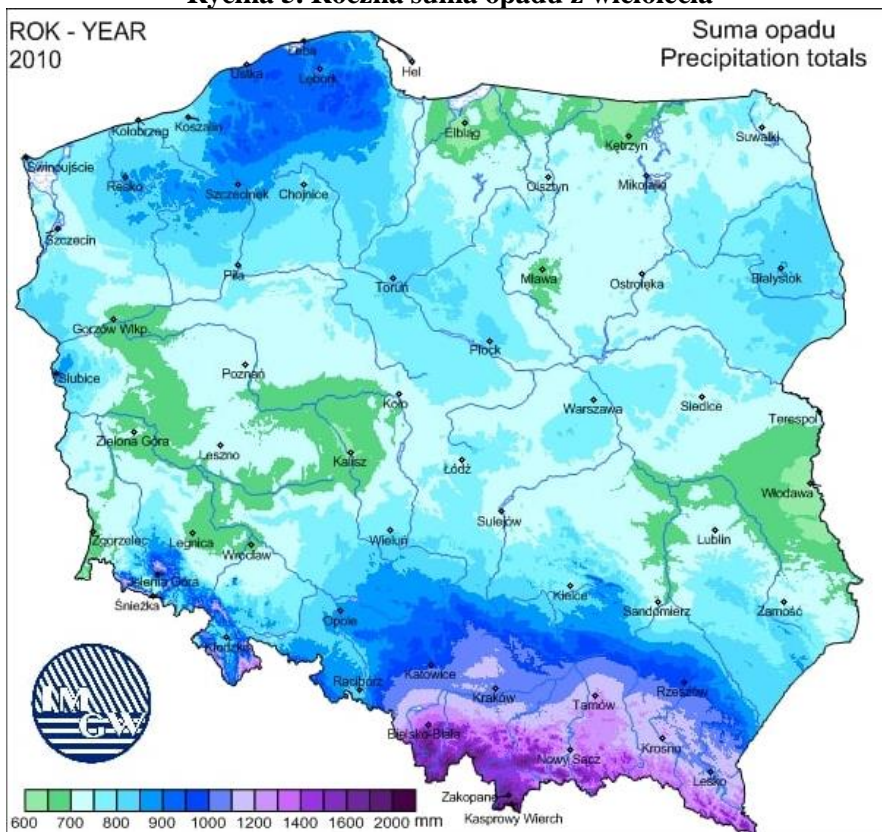 Rycina 5. Roczna suma opadu z wielolecia
ROK - YEAR
2010
Suma opadu
Precipitation totals
Łeba
Hel
Ustka
Lębork
Kołobrzeg
Koszalin
Elbląg
Kętrzyn
Suwałki
Świnoujście
Resko
Szczecinek
Chojnice
Olsztyn
Mikołajki
Szczecin
Piła
Toruń
Mława
Ostrołęka
Białystok
Gorzów Wlkp.
Płock
Słubice
Poznań
Koło
Warszawa
Siedlce
Terespol
Zielona Góra
Leszno
Kalisz
Łódź
Włodawa
Sulejów
Zgorzelec
Legnica
Wrocław
Wieluń
Lublin
Jelenia Góra
Śnieżka
Kielce
Sandomierz
Zamość
Opole
Kłodzko
Racibórz
Katowice
Kraków
Tarnów
Rzeszów
Bielsko-Biała
Nowy Sącz
Krosno
Lesko
Zakopane
Kasprowy Wierch
IM
GW
600 700 800 900 1000 1200 1400 1600 2000 mm